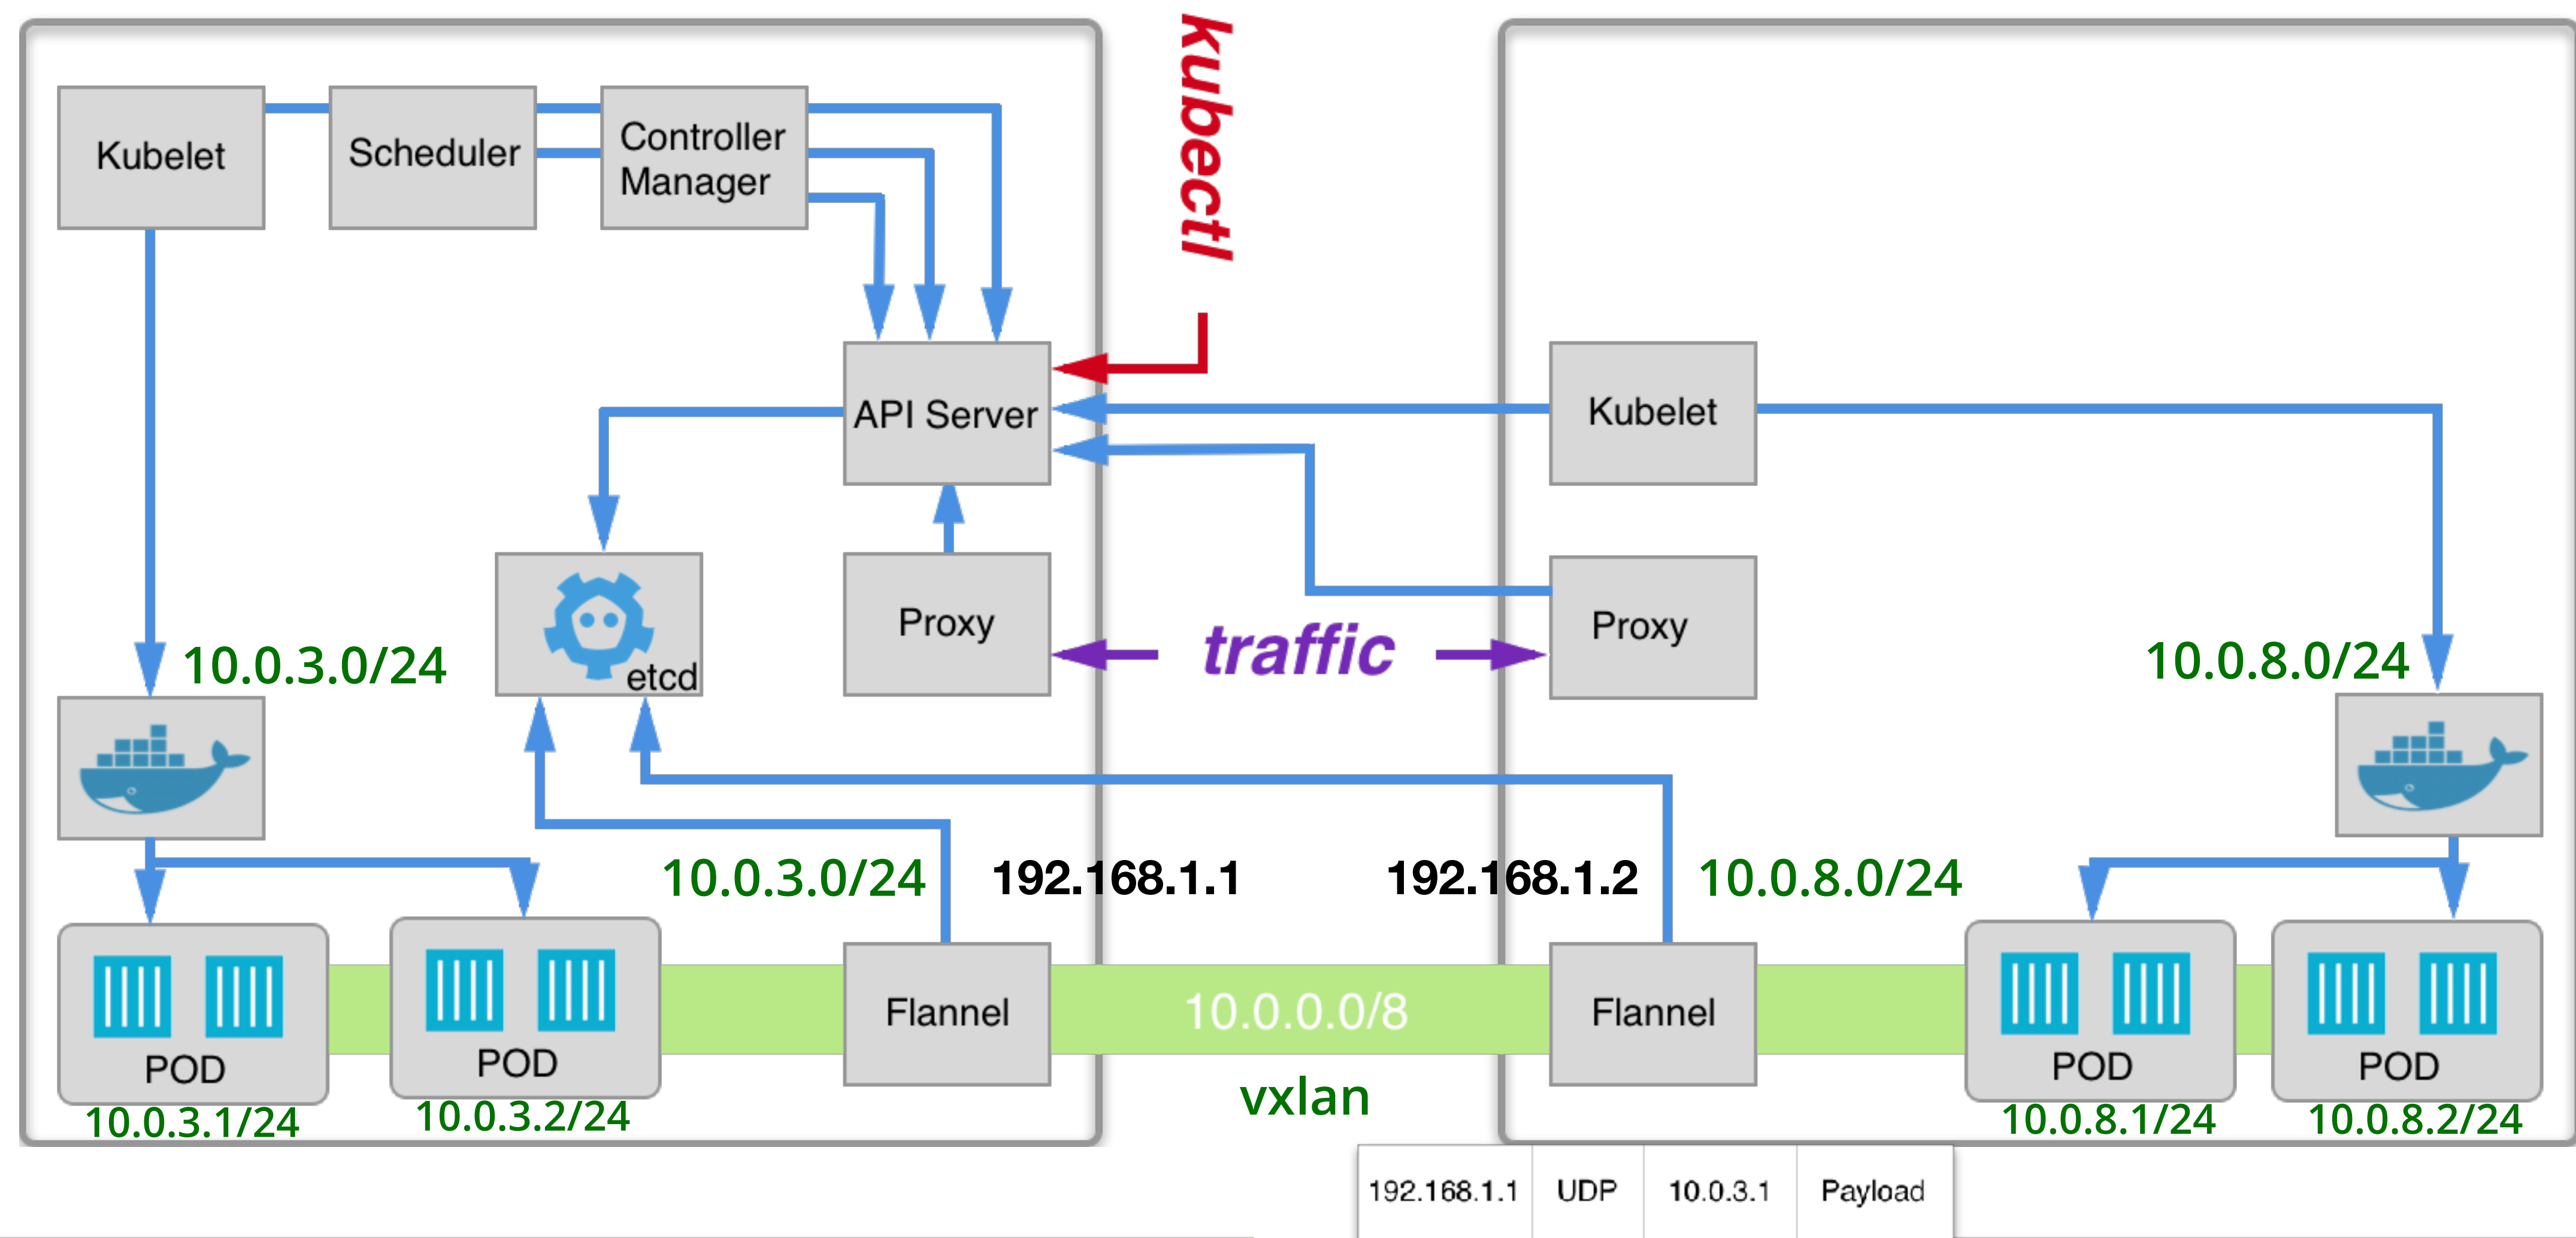 kubectl
Kubelet
Scheduler
Controller
Manager
API Server
Kubelet
etcd
Proxy
traffic
Proxy
10.0.3.0/24
10.0.8.0/24
10.0.3.0/24
192.168.1.1
192.168.1.2
10.0.8.0/24
POD
POD
Flannel
10.0.0.0/8
Flannel
POD
POD
10.0.3.1/24
10.0.3.2/24
vxlan
10.0.8.1/24
10.0.8.2/24
192.168.1.1 UDP 10.0.3.1 Payload